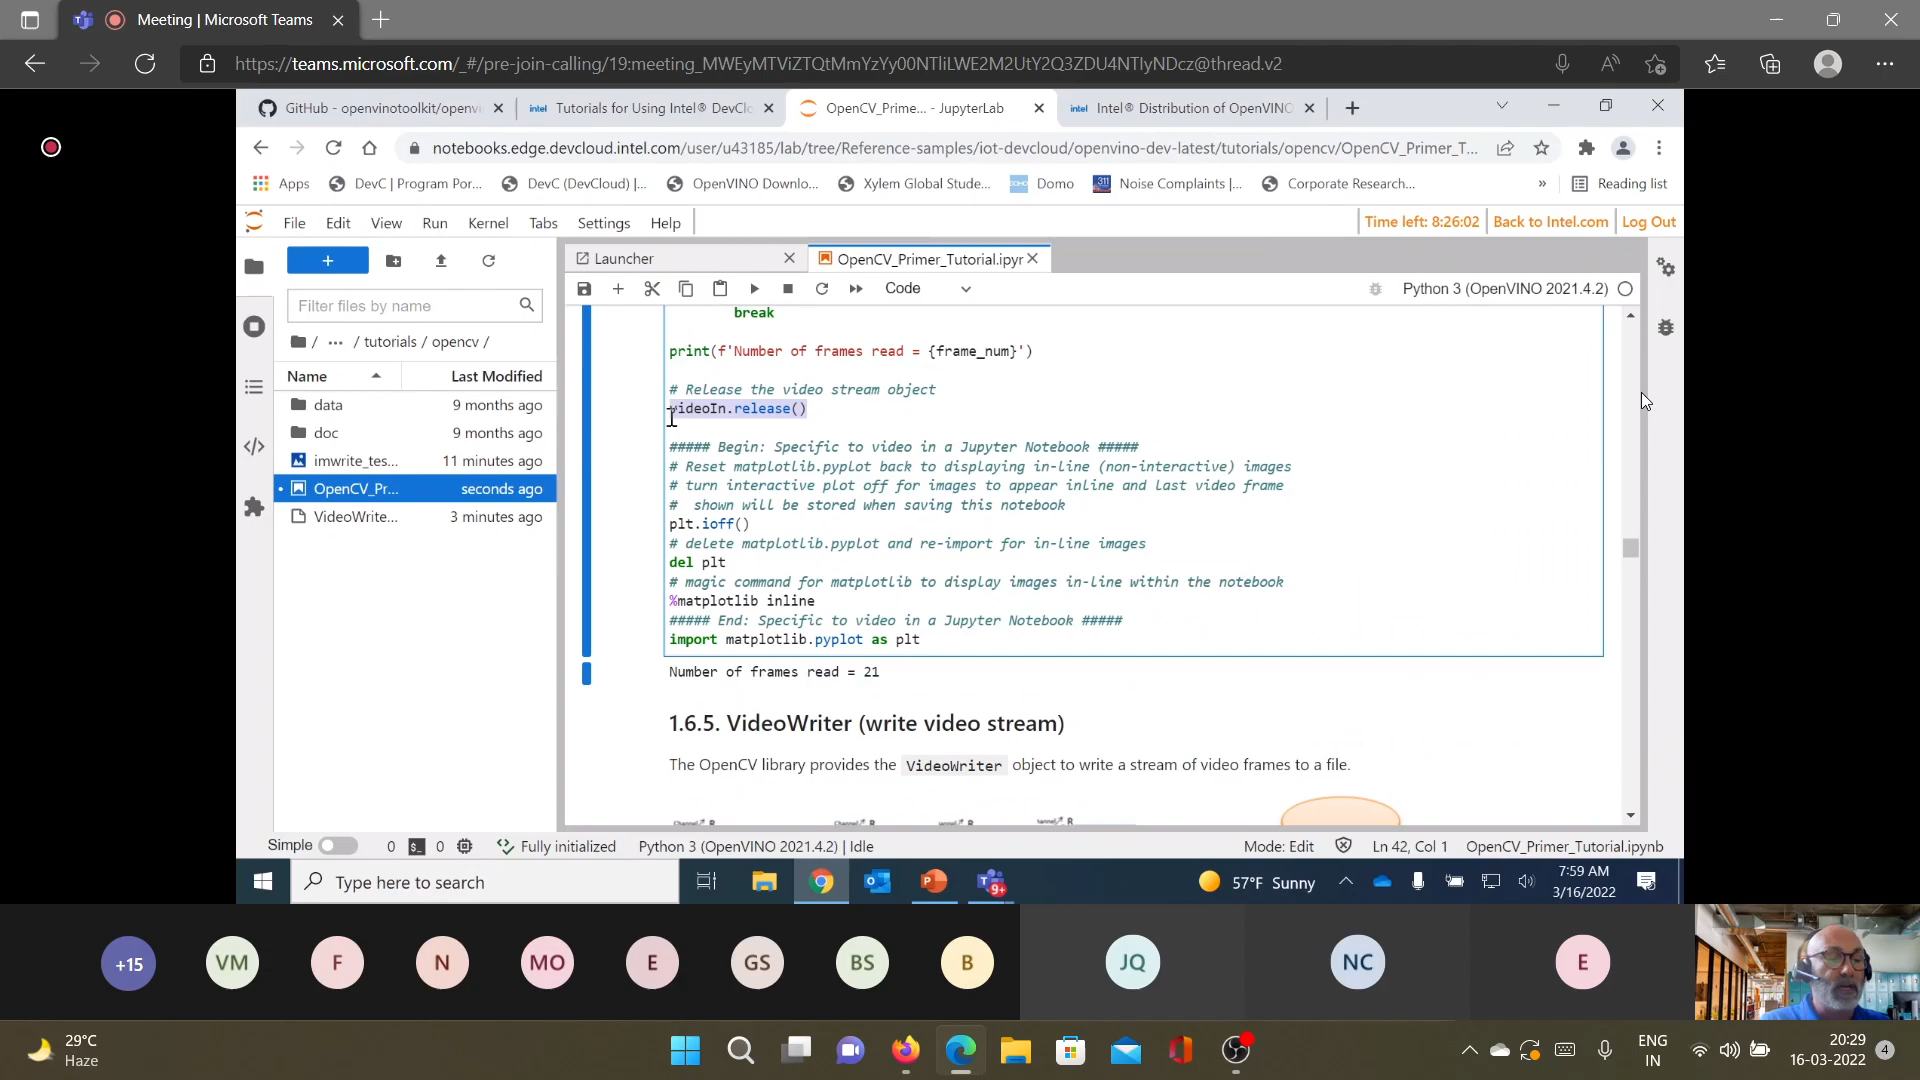 Meeting | Microsoft Teams
https://teams.microsoft.com/_#/pre-join-calling/19:meeting_MWEyMTViZTQtMmYzYy00NTliLWE2M2UtY2Q3ZDU4NTIyNDcz@thread.v2
GitHub - openvinotoolkit/openvi
intel Tutorials for Using Intel® DevClo
OpenCV_Prime... - JupyterLab
intel Intel® Distribution of OpenVINO
notebooks.edge.devcloud.intel.com/user/u43185/lab/tree/Reference-samples/iot-devcloud/openvino-dev-latest/tutorials/opencv/OpenCV_Primer_T...
Apps DevC | Program Por... DevC (DevCloud) |... OpenVINO Downlo... Xylem Global Stude... DOMO Domo 311 Noise Complaints |... Corporate Research... » Reading list
File Edit View Run Kernel Tabs Settings Help
Time left: 8:26:02 Back to Intel.com Log Out
+
Launcher
OpenCV_Primer_Tutorial.ipyr
Filter files by name
Code
Python 3 (OpenVINO 2021.4.2)
/ ... / tutorials / opencv /
Name Last Modified
data 9 months ago
doc 9 months ago
imwrite_tes... 11 minutes ago
OpenCV_Pr... seconds ago
VideoWrite... 3 minutes ago
break
print(f'Number of frames read = {frame_num}')
# Release the video stream object
videoIn.release()
##### Begin: Specific to video in a Jupyter Notebook #####
# Reset matplotlib.pyplot back to displaying in-line (non-interactive) images
# turn interactive plot off for images to appear inline and last video frame
#  shown will be stored when saving this notebook
plt.ioff()
# delete matplotlib.pyplot and re-import for in-line images
del plt
# magic command for matplotlib to display images in-line within the notebook
%matplotlib inline
##### End: Specific to video in a Jupyter Notebook #####
import matplotlib.pyplot as plt
Number of frames read = 21
1.6.5. VideoWriter (write video stream)
The OpenCV library provides the VideoWriter object to write a stream of video frames to a file.
Simple 0 $_ 0 Fully initialized Python 3 (OpenVINO 2021.4.2) | Idle
Mode: Edit Ln 42, Col 1 OpenCV_Primer_Tutorial.ipynb
Type here to search
9+
57°F Sunny
7:59 AM
3/16/2022
+15 VM F N MO E GS BS B JQ NC E
29°C
Haze
ENG
IN
20:29
16-03-2022
4